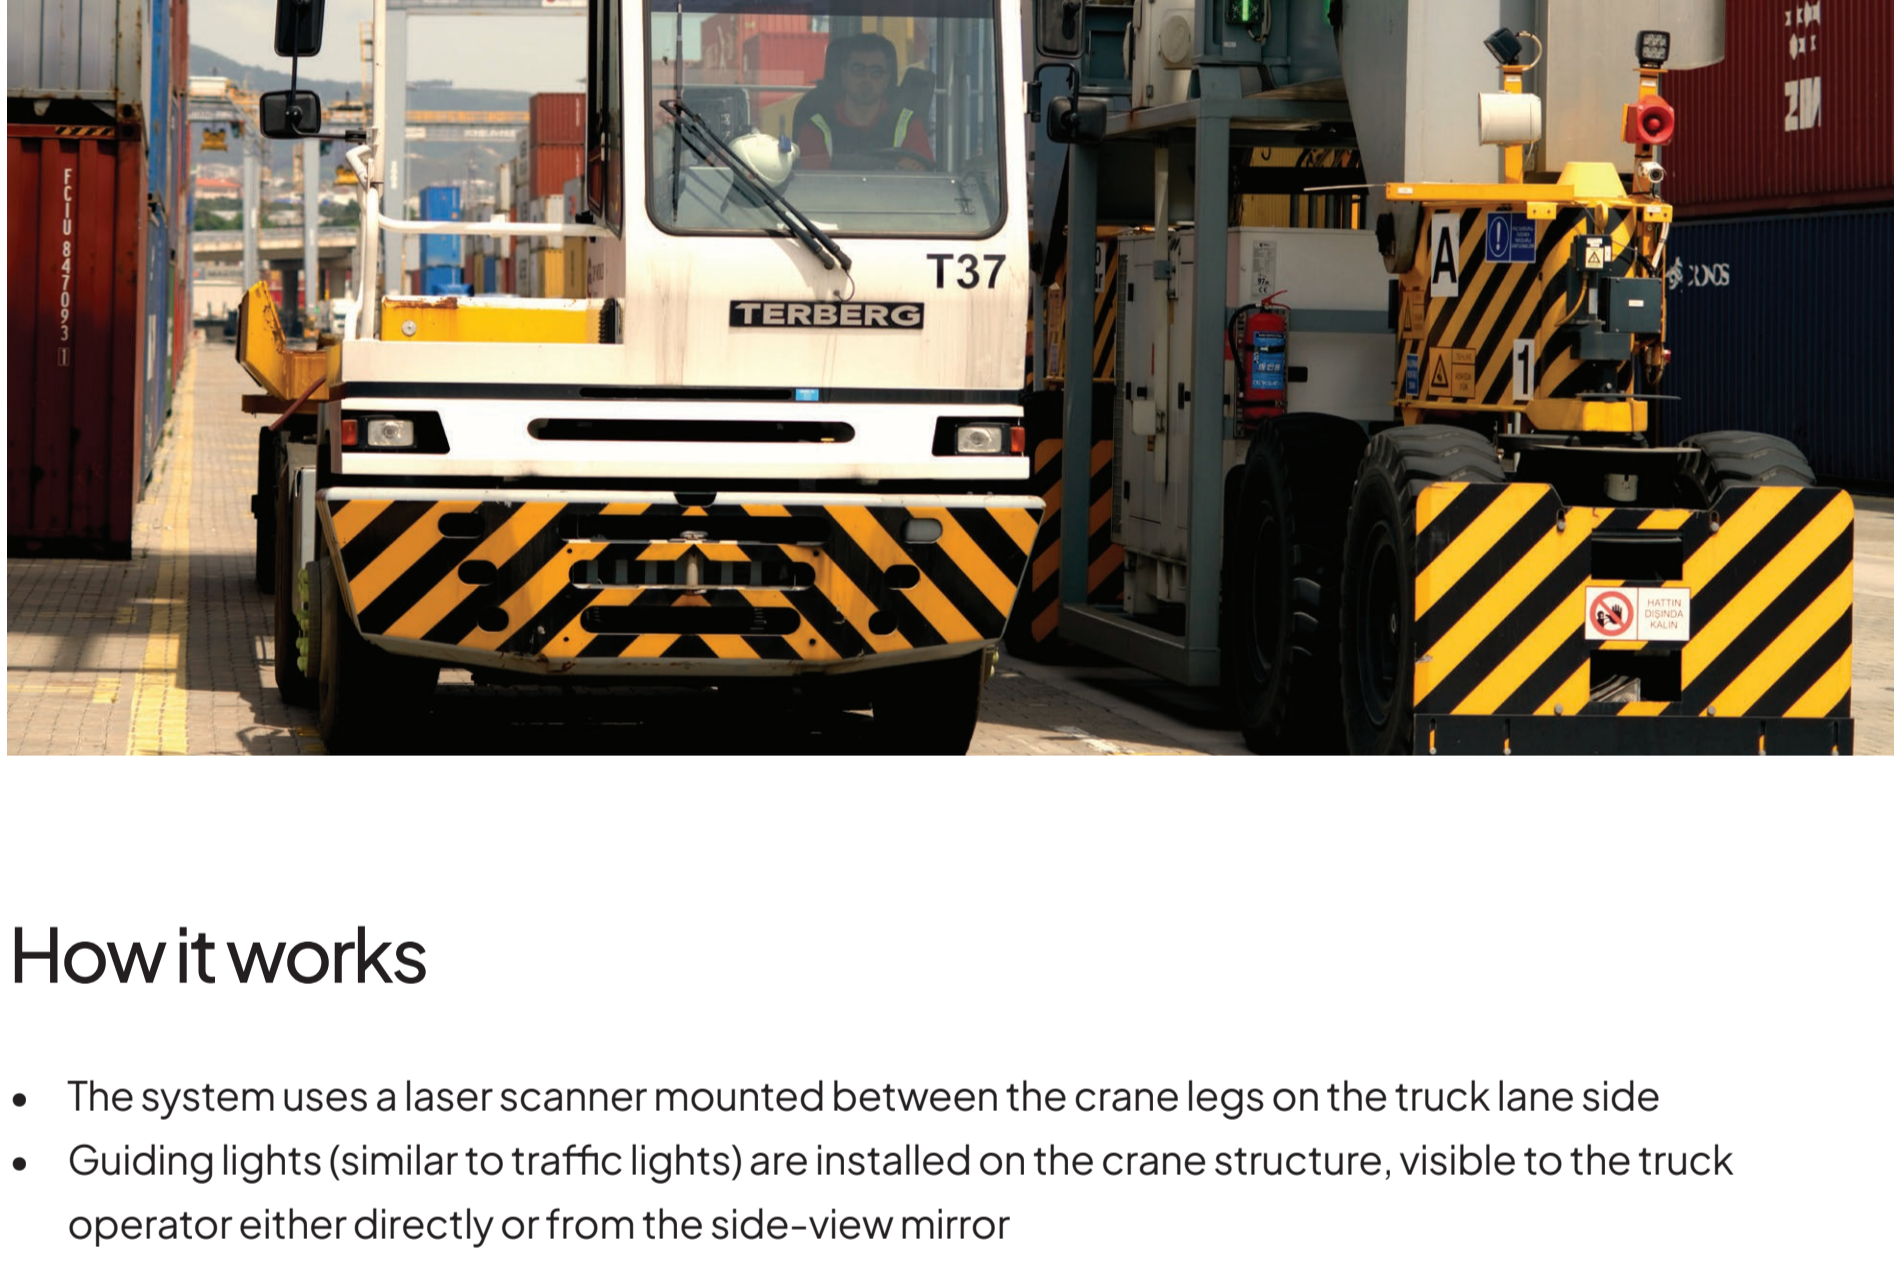 FCIU 847093 1
T37
TERBERG
A
1
HATTIN
DIŞINDA
KALIN
How it works
• The system uses a laser scanner mounted between the crane legs on the truck lane side
• Guiding lights (similar to traffic lights) are installed on the crane structure, visible to the truck
operator either directly or from the side-view mirror